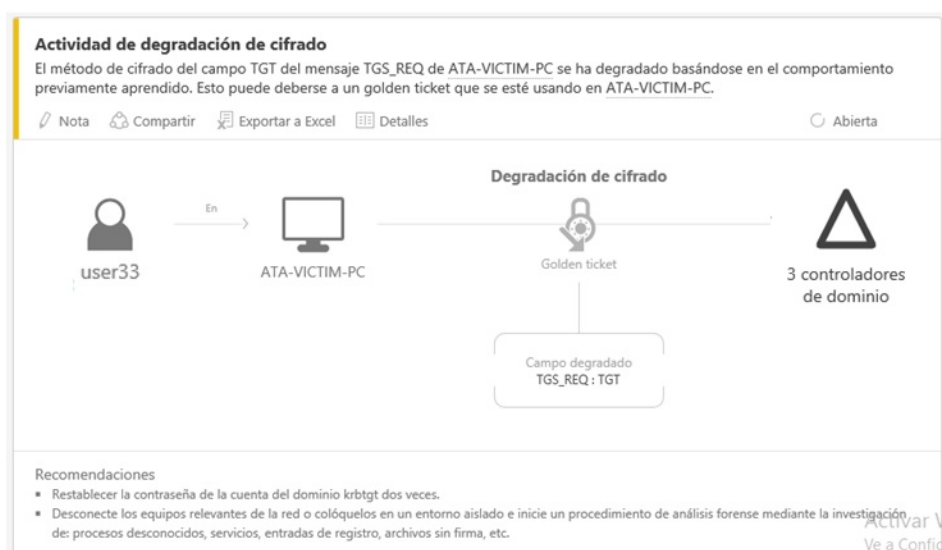 Actividad de degradación de cifrado
El método de cifrado del campo TGT del mensaje TGS_REQ de ATA-VICTIM-PC se ha degradado basándose en el comportamiento
previamente aprendido. Esto puede deberse a un golden ticket que se esté usando en ATA-VICTIM-PC.
Nota Compartir Exportar a Excel Detalles Abierta
Degradación de cifrado
En
user33
ATA-VICTIM-PC
Golden ticket
3 controladores
de dominio
Campo degradado
TGS_REQ : TGT
Recomendaciones
▪ Restablecer la contraseña de la cuenta del dominio krbtgt dos veces.
▪ Desconecte los equipos relevantes de la red o colóquelos en un entorno aislado e inicie un procedimiento de análisis forense mediante la investigación
de: procesos desconocidos, servicios, entradas de registro, archivos sin firma, etc.
Activar
Ve a Config